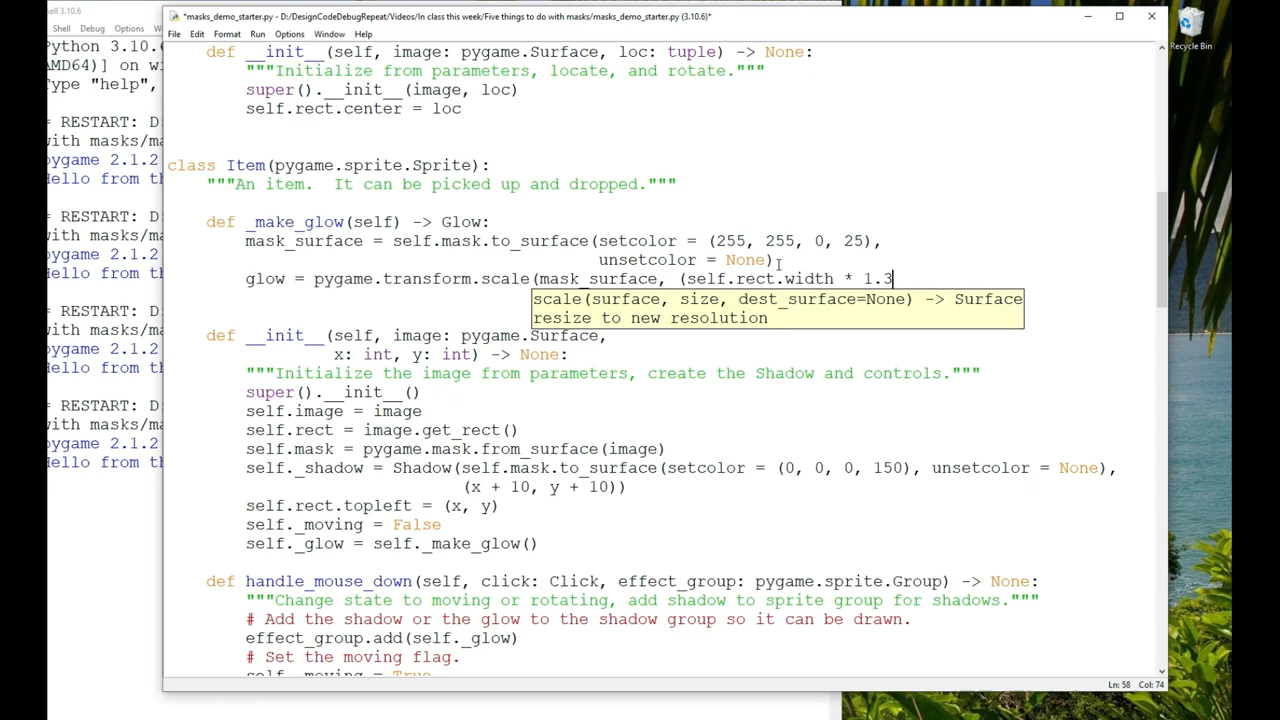 shell 3.10.6
Shell Debug Options
Python 3.10.6
AMD64)] on wi
Type "help",
= RESTART: D:
with masks/ma
pygame 2.1.2
Hello from th
= RESTART: D:
with masks/ma
pygame 2.1.2
Hello from th
= RESTART: D:
with masks/ma
pygame 2.1.2
Hello from th
= RESTART: D:
with masks/ma
pygame 2.1.2
Hello from th
*masks_demo_starter.py - D:/DesignCodeDebugRepeat/Videos/In class this week/Five things to do with masks/masks_demo_starter.py (3.10.6)*
File Edit Format Run Options Window Help
def __init__(self, image: pygame.Surface, loc: tuple) -> None:
"""Initialize from parameters, locate, and rotate."""
super().__init__(image, loc)
self.rect.center = loc
class Item(pygame.sprite.Sprite):
"""An item.  It can be picked up and dropped."""
def _make_glow(self) -> Glow:
mask_surface = self.mask.to_surface(setcolor = (255, 255, 0, 25),
unsetcolor = None)
glow = pygame.transform.scale(mask_surface, (self.rect.width * 1.3
scale(surface, size, dest_surface=None) -> Surface
resize to new resolution
def __init__(self, image: pygame.Surface,
x: int, y: int) -> None:
"""Initialize the image from parameters, create the Shadow and controls."""
super().__init__()
self.image = image
self.rect = image.get_rect()
self.mask = pygame.mask.from_surface(image)
self._shadow = Shadow(self.mask.to_surface(setcolor = (0, 0, 0, 150), unsetcolor = None),
(x + 10, y + 10))
self.rect.topleft = (x, y)
self._moving = False
self._glow = self._make_glow()
def handle_mouse_down(self, click: Click, effect_group: pygame.sprite.Group) -> None:
"""Change state to moving or rotating, add shadow to sprite group for shadows."""
# Add the shadow or the glow to the shadow group so it can be drawn.
effect_group.add(self._glow)
# Set the moving flag.
self._moving = True
Ln: 58 Col: 74
Recycle Bin